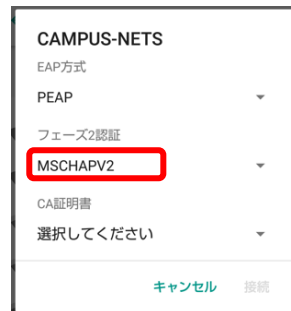 CAMPUS-NETS
EAP方式
PEAP
フェーズ2認証
MSCHAPV2
CA証明書
選択してください
キャンセル 接続